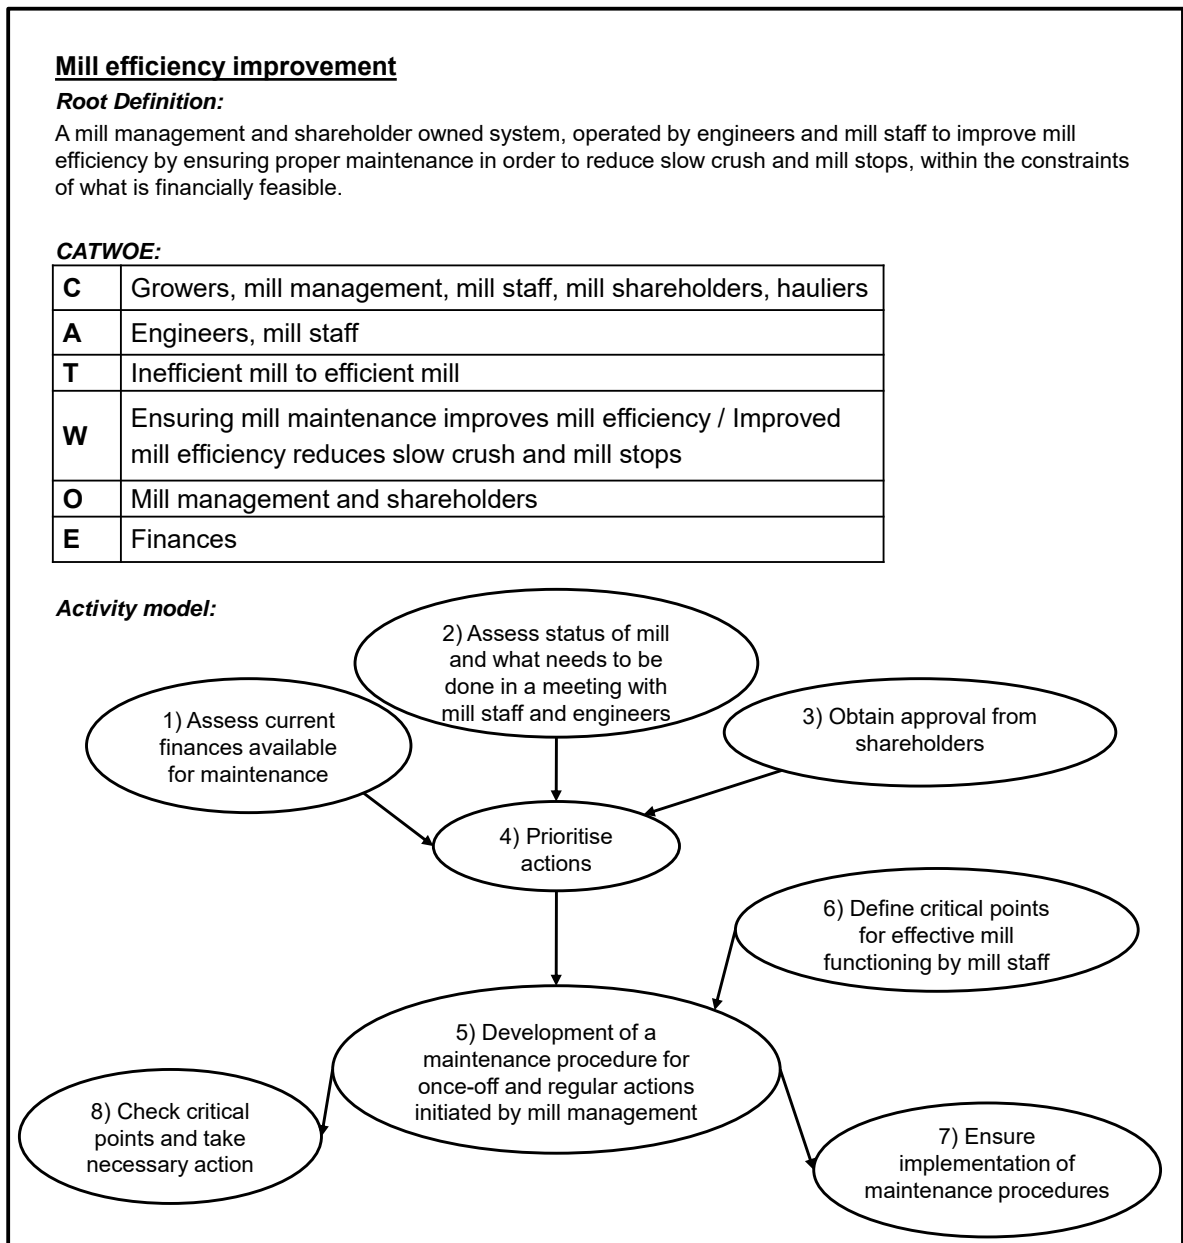 Mill efficiency improvement
Root Definition:
A mill management and shareholder owned system, operated by engineers and mill staff to improve mill
efficiency by ensuring proper maintenance in order to reduce slow crush and mill stops, within the constraints
of what is financially feasible.
CATWOE:
C Growers, mill management, mill staff, mill shareholders, hauliers
A Engineers, mill staff
T Inefficient mill to efficient mill
W Ensuring mill maintenance improves mill efficiency / Improved
mill efficiency reduces slow crush and mill stops
O Mill management and shareholders
E Finances
Activity model:
2) Assess status of mill
and what needs to be
done in a meeting with
mill staff and engineers
1) Assess current
finances available
for maintenance
3) Obtain approval from
shareholders
4) Prioritise
actions
6) Define critical points
for effective mill
functioning by mill staff
5) Development of a
maintenance procedure for
once-off and regular actions
initiated by mill management
8) Check critical
points and take
necessary action
7) Ensure
implementation of
maintenance procedures